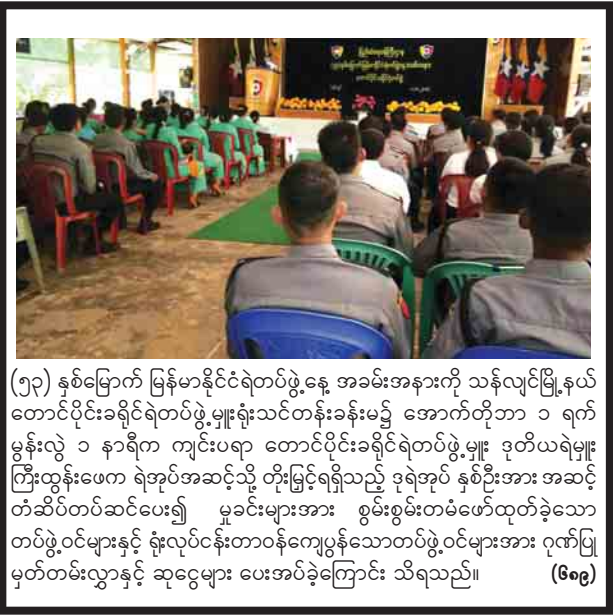 (၅၃) နှစ်မြောက် မြန်မာနိုင်ငံရဲတပ်ဖွဲ့နေ့ အခမ်းအနားကို သန်လျင်မြို့နယ်
တောင်ပိုင်းခရိုင်ရဲတပ်ဖွဲ့မှူးရုံးသင်တန်းခန်းမ၌ အောက်တိုဘာ ၁ ရက်
မွန်းလွဲ ၁ နာရီက ကျင်းပရာ တောင်ပိုင်းခရိုင်ရဲတပ်ဖွဲ့မှူး ဒုတိယရဲမှူး
ကြီးထွန်းဖေက ရဲအုပ်အဆင့်သို့ တိုးမြှင့်ရရှိသည့် ဒုရဲအုပ် နှစ်ဦးအား အဆင့်
တံဆိပ်တပ်ဆင်ပေး၍ မှုခင်းများအား စွမ်းစွမ်းတမံဖော်ထုတ်ခဲ့သော
တပ်ဖွဲ့ဝင်များနှင့် ရုံးလုပ်ငန်းတာဝန်ကျေပွန်သောတပ်ဖွဲ့ဝင်များအား ဂုဏ်ပြု
မှတ်တမ်းလွှာနှင့် ဆုငွေများ ပေးအပ်ခဲ့ကြောင်း သိရသည်။ (၆၈၉)